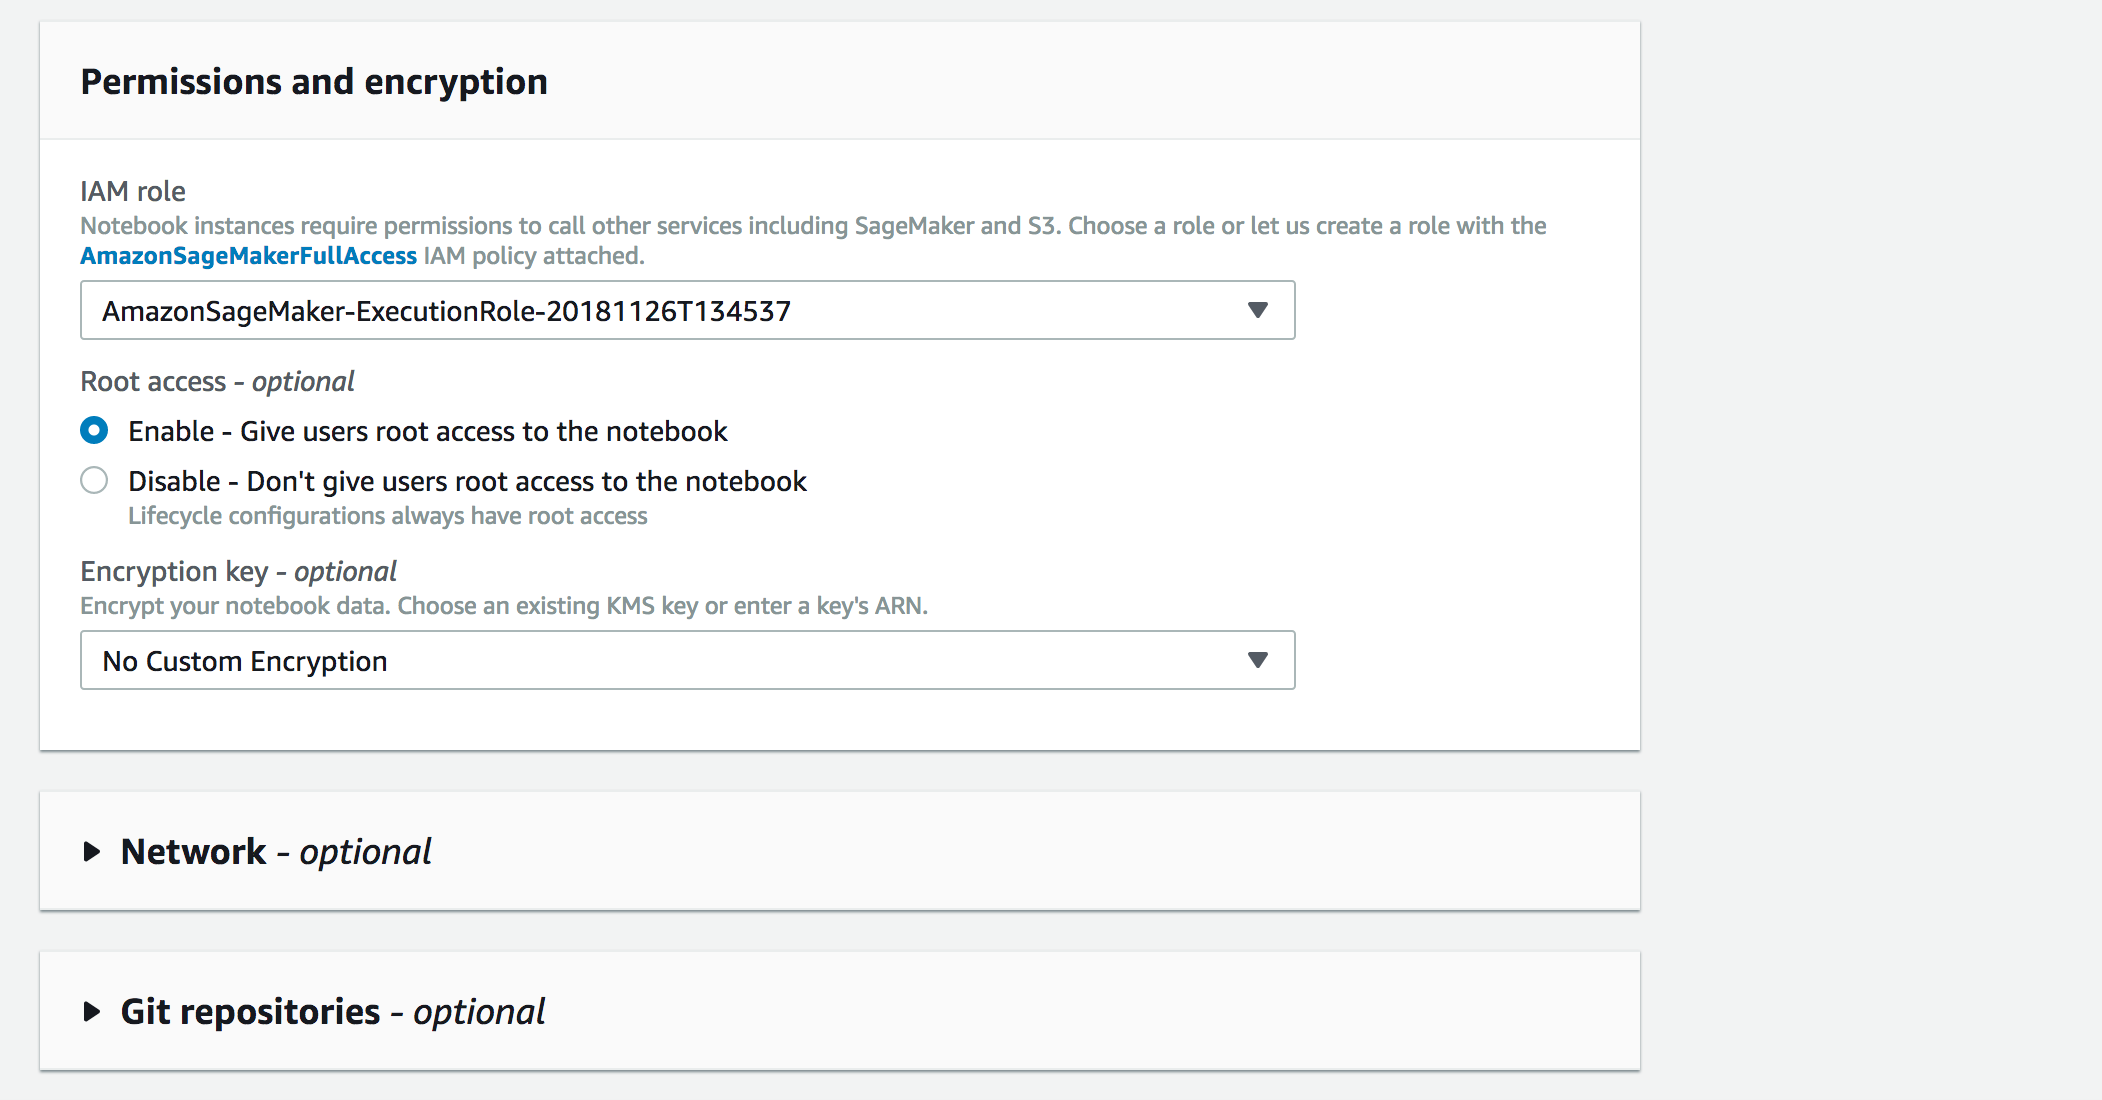 Permissions and encryption
IAM role
Notebook instances require permissions to call other services including SageMaker and S3. Choose a role or let us create a role with the
AmazonSageMakerFullAccess IAM policy attached.
AmazonSageMaker-ExecutionRole-20181126T134537
Root access - optional
Enable - Give users root access to the notebook
Disable - Don't give users root access to the notebook
Lifecycle configurations always have root access
Encryption key - optional
Encrypt your notebook data. Choose an existing KMS key or enter a key's ARN.
No Custom Encryption
Network - optional
Git repositories - optional